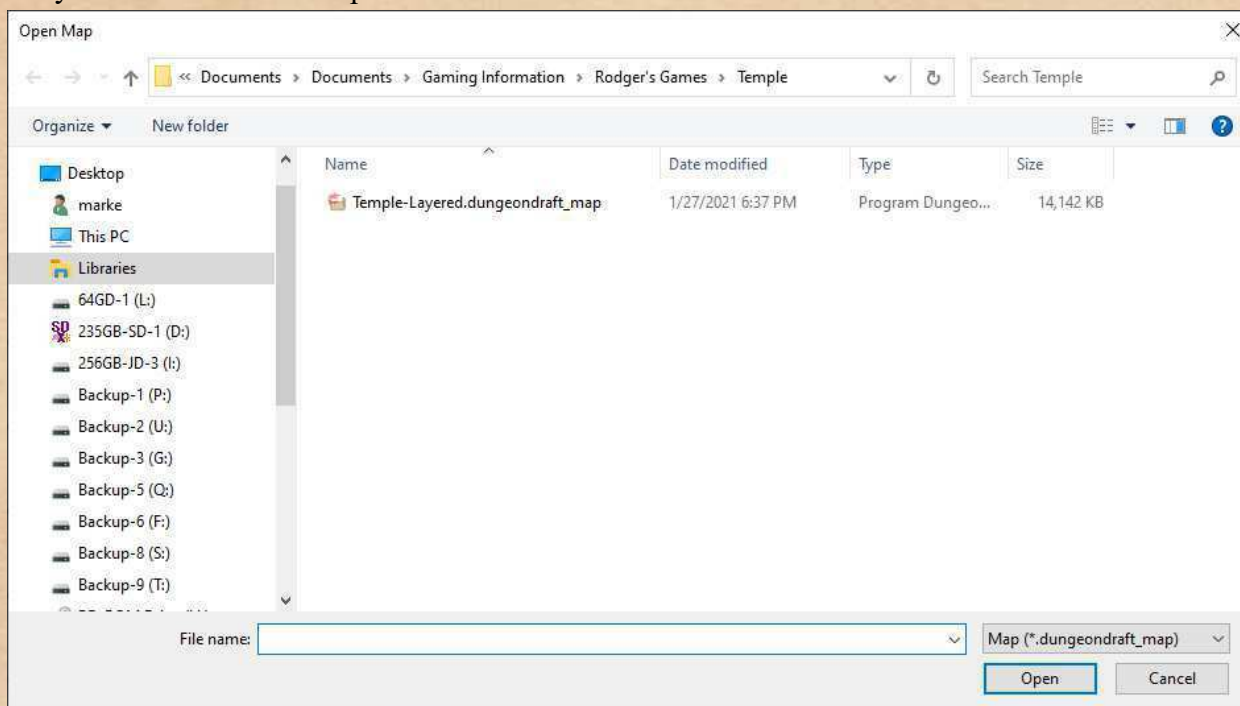 Open Map
« Documents › Documents › Gaming Information › Rodger's Games › Temple
Search Temple
Organize
New folder
Name
Date modified
Type
Size
Desktop
marke
This PC
Libraries
64GD-1 (L:)
235GB-SD-1 (D:)
256GB-JD-3 (I:)
Backup-1 (P:)
Backup-2 (U:)
Backup-3 (G:)
Backup-5 (Q:)
Backup-6 (F:)
Backup-8 (S:)
Backup-9 (T:)
Temple-Layered.dungeondraft_map
1/27/2021 6:37 PM
Program Dungeo...
14,142 KB
File name:
Map (*.dungeondraft_map)
Open
Cancel